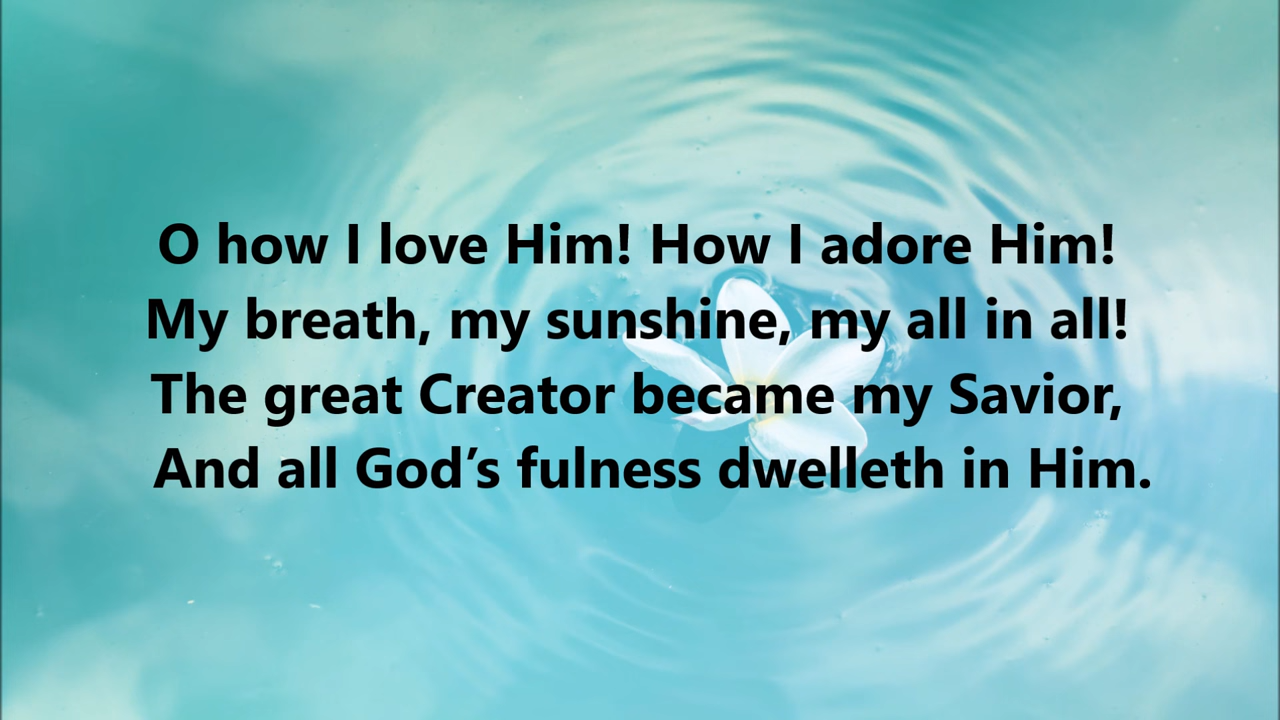 O how I love Him! How I adore Him!
My breath, my sunshine, my all in all!
The great Creator became my Savior,
And all God’s fulness dwelleth in Him.